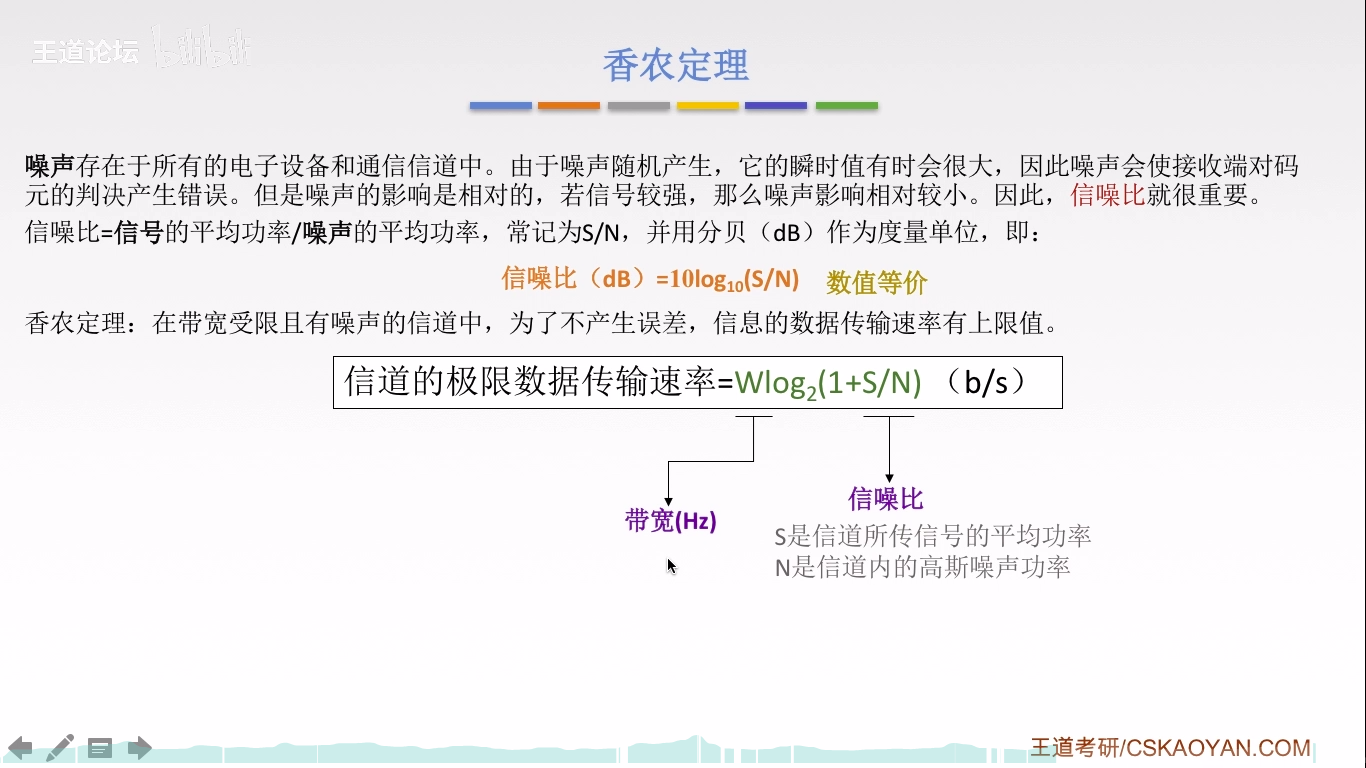 王道论坛 bilibili
香农定理
噪声存在于所有的电子设备和通信信道中。由于噪声随机产生，它的瞬时值有时会很大，因此噪声会使接收端对码
元的判决产生错误。但是噪声的影响是相对的，若信号较强，那么噪声影响相对较小。因此，信噪比就很重要。
信噪比=信号的平均功率/噪声的平均功率，常记为S/N，并用分贝（dB）作为度量单位，即：
信噪比（dB）=10log₁₀(S/N) 数值等价
香农定理：在带宽受限且有噪声的信道中，为了不产生误差，信息的数据传输速率有上限值。
信道的极限数据传输速率=Wlog₂(1+S/N) （b/s）
信噪比
带宽(Hz)
S是信道所传信号的平均功率
N是信道内的高斯噪声功率
王道考研/CSKAOYAN.COM